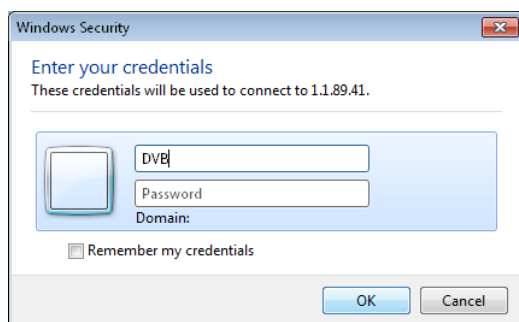 Windows Security
Enter your credentials
These credentials will be used to connect to 1.1.89.41.
DVB
Password
Domain:
Remember my credentials
OK
Cancel